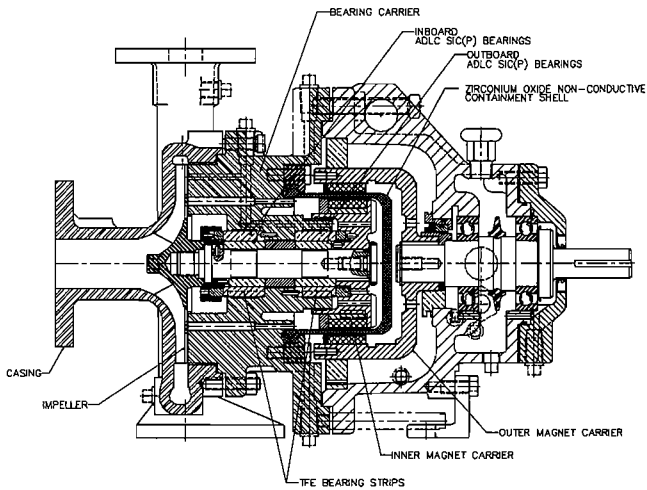 BEARING CARRIER
INBOARD
ADLC SIC(P) BEARINGS
OUTBOARD
ADLC SIC(P) BEARINGS
ZIRCONIUM OXIDE NON-CONDUCTIVE
CONTAINMENT SHELL
CASING
IMPELLER
OUTER MAGNET CARRIER
INNER MAGNET CARRIER
TFE BEARING STRIPS